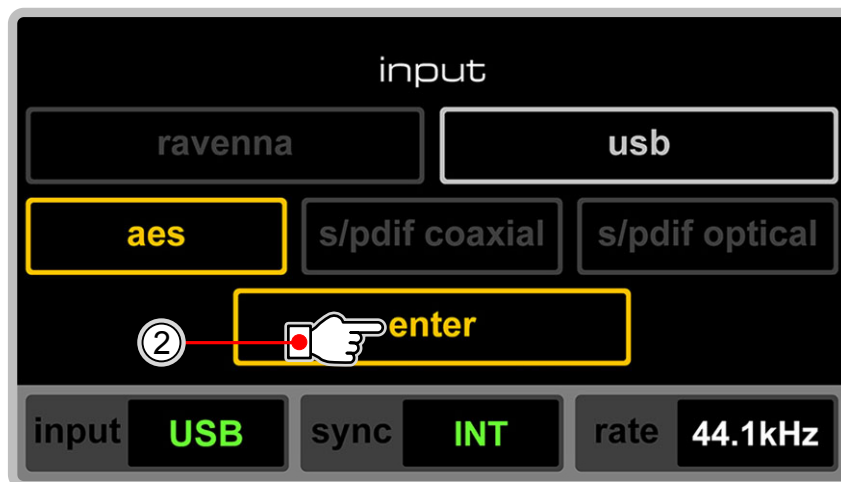 input
ravenna usb
aes s/pdif coaxial s/pdif optical
enter
2
input USB sync INT rate 44.1kHz